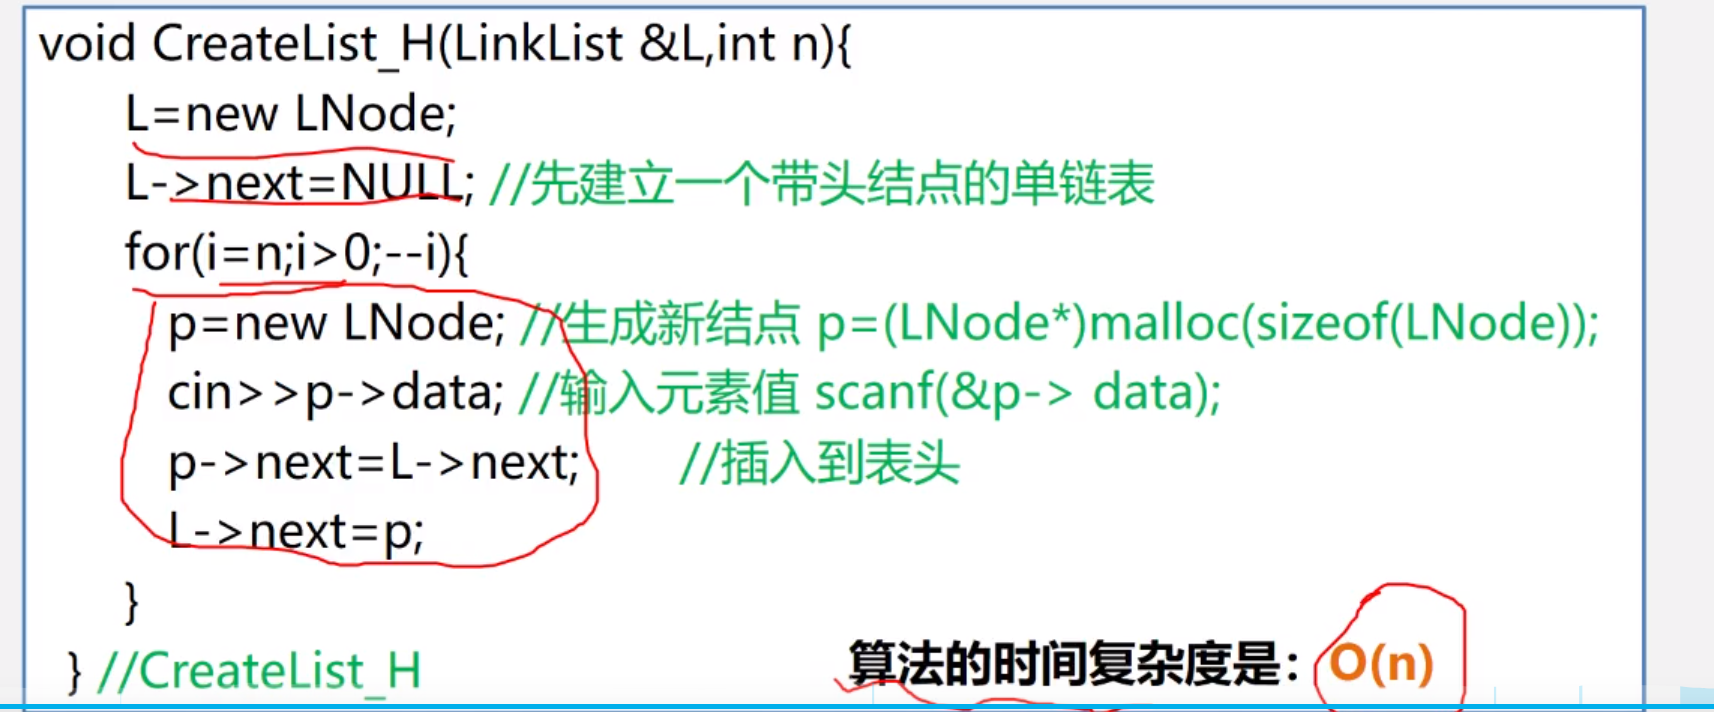 void CreateList_H(LinkList &L,int n){
L=new LNode;
L->next=NULL; //先建立一个带头结点的单链表
for(i=n;i>0;--i){
p=new LNode; //生成新结点 p=(LNode*)malloc(sizeof(LNode));
cin>>p->data; //输入元素值 scanf(&p-> data);
p->next=L->next; //插入到表头
L->next=p;
}
} //CreateList_H
算法的时间复杂度是：O(n)